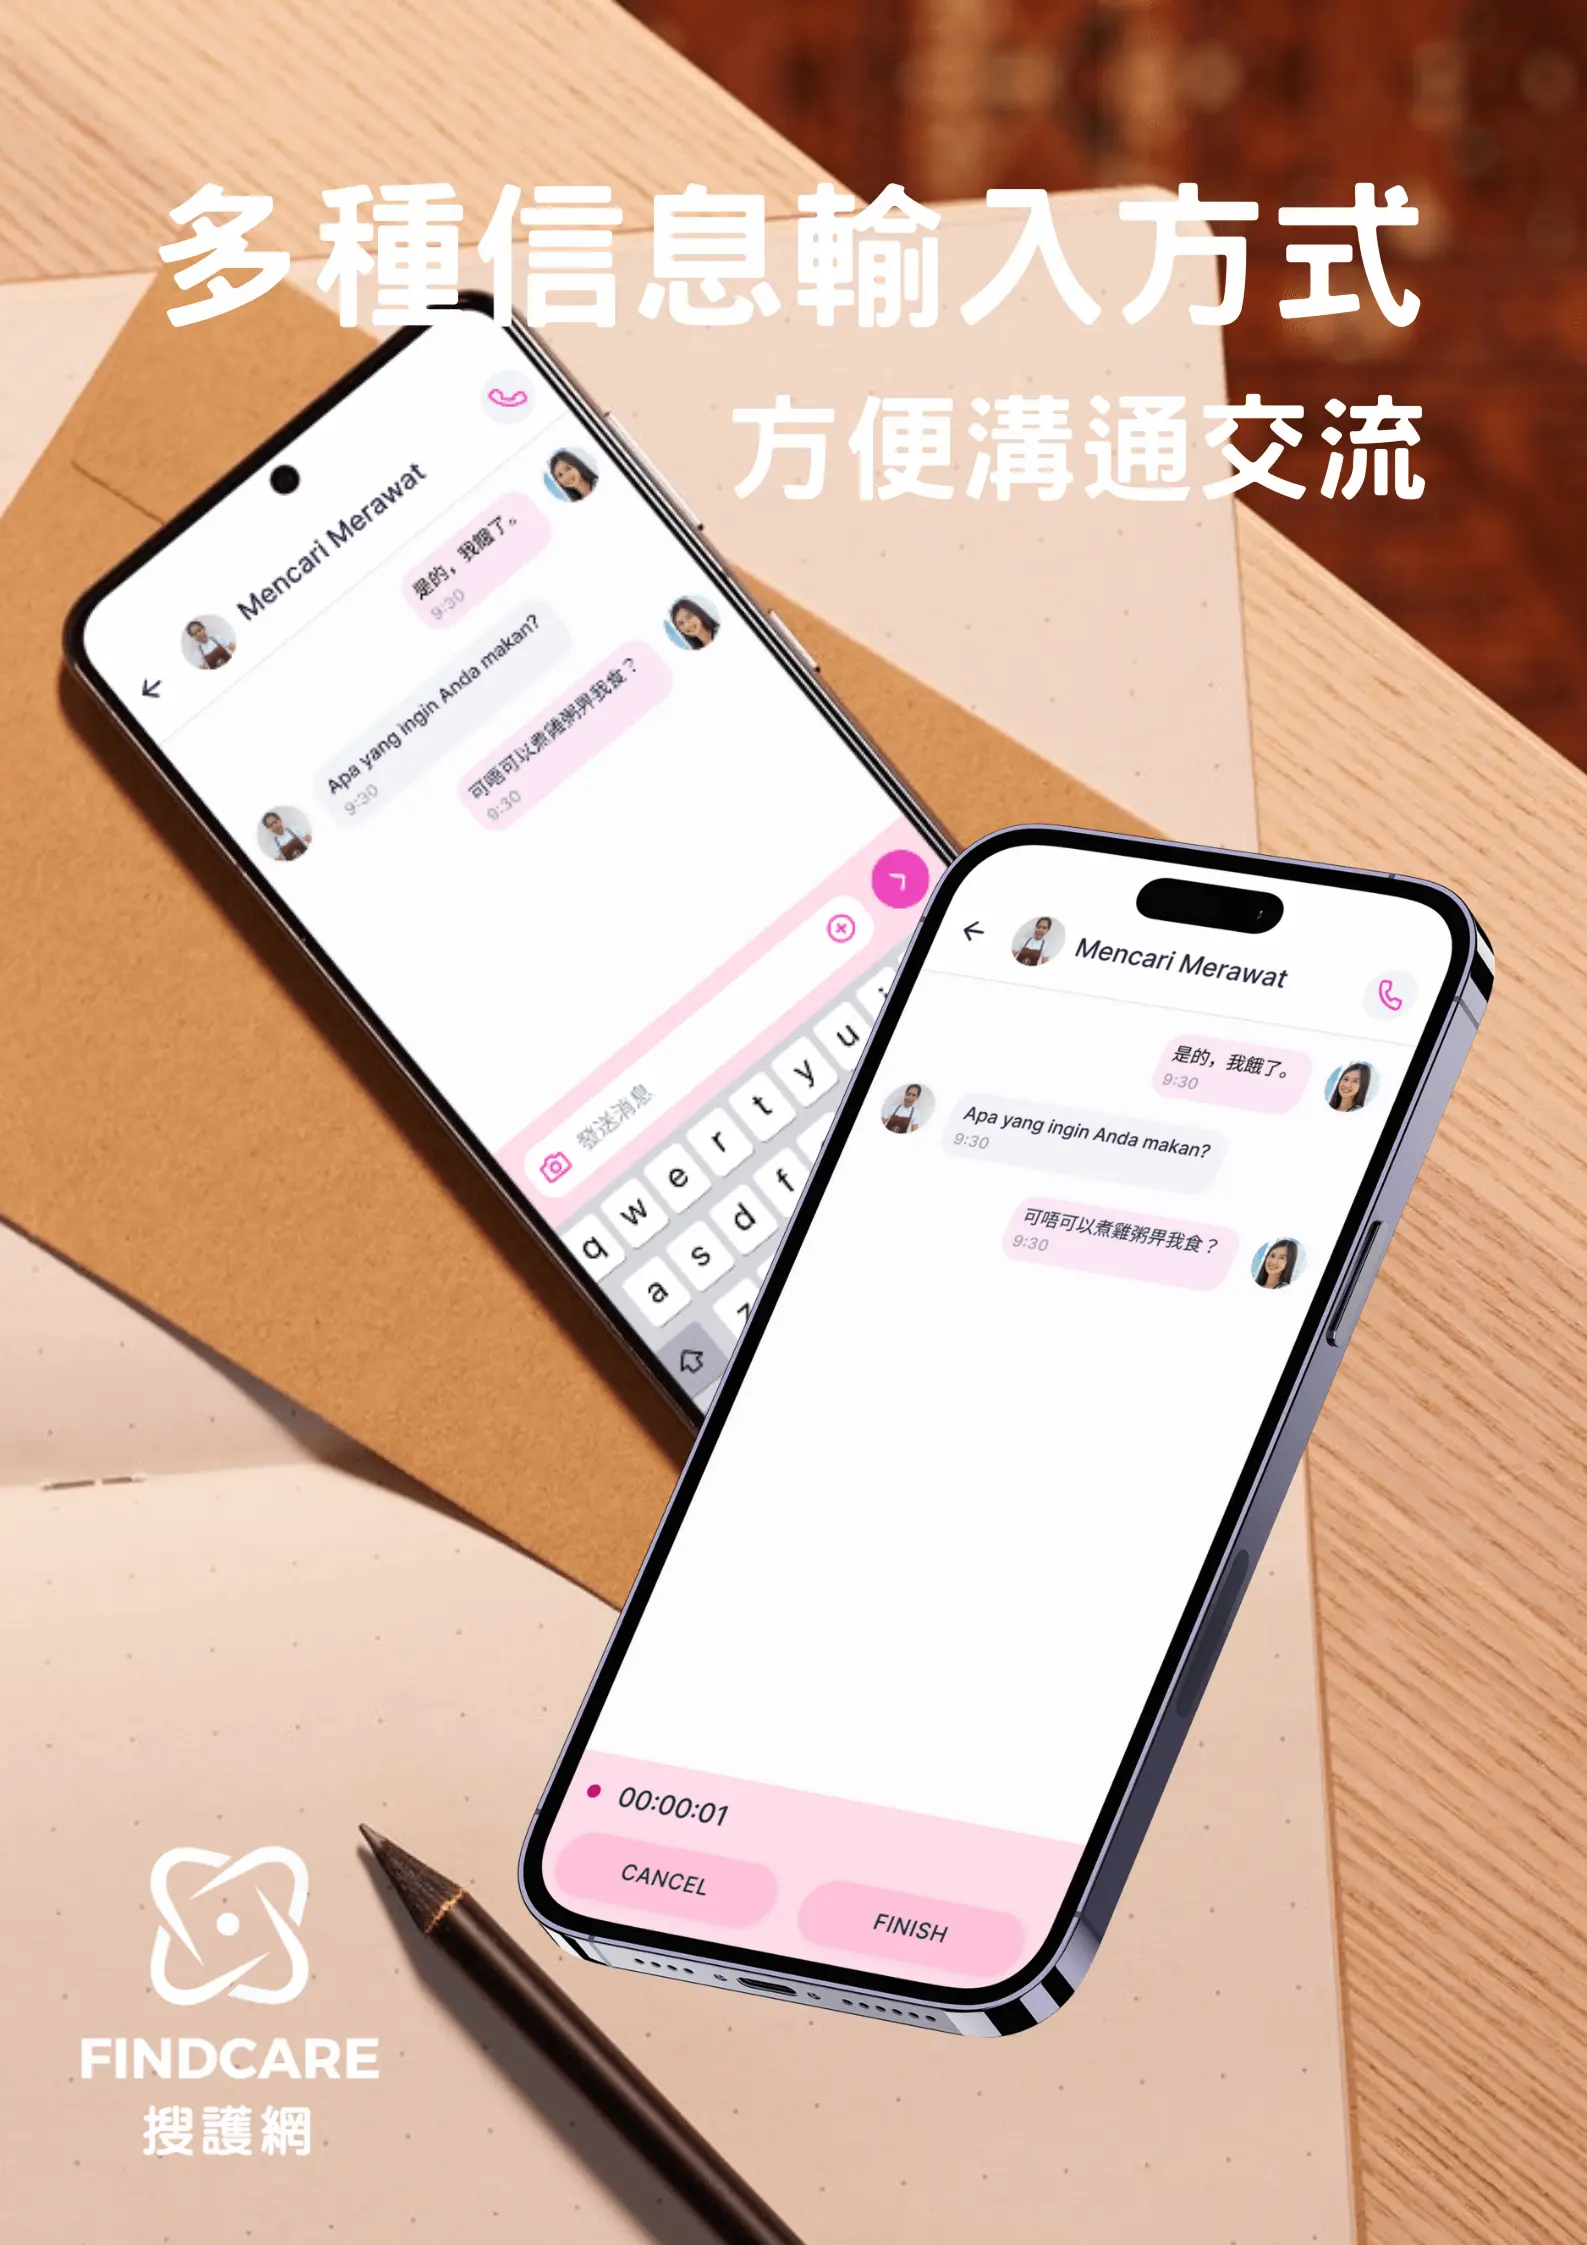 多種信息輸入方式
方便溝通交流
Mencari Merawat
是的，我餓了。
9:30
Apa yang ingin Anda makan?
9:30
可唔可以煮雞粥畀我食？
9:30
發送消息
q w e r t y u i
a s d f
z
Mencari Merawat
是的，我餓了。
9:30
Apa yang ingin Anda makan?
9:30
可唔可以煮雞粥畀我食？
9:30
00:00:01
CANCEL
FINISH
FINDCARE
搜護網